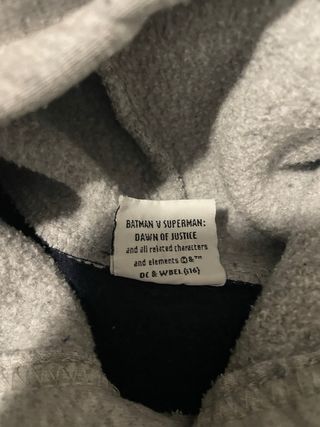 BATMAN V SUPERMAN:
DAWN OF JUSTICE
and all related characters
and elements ©&™
DC & WBEI. (s16)